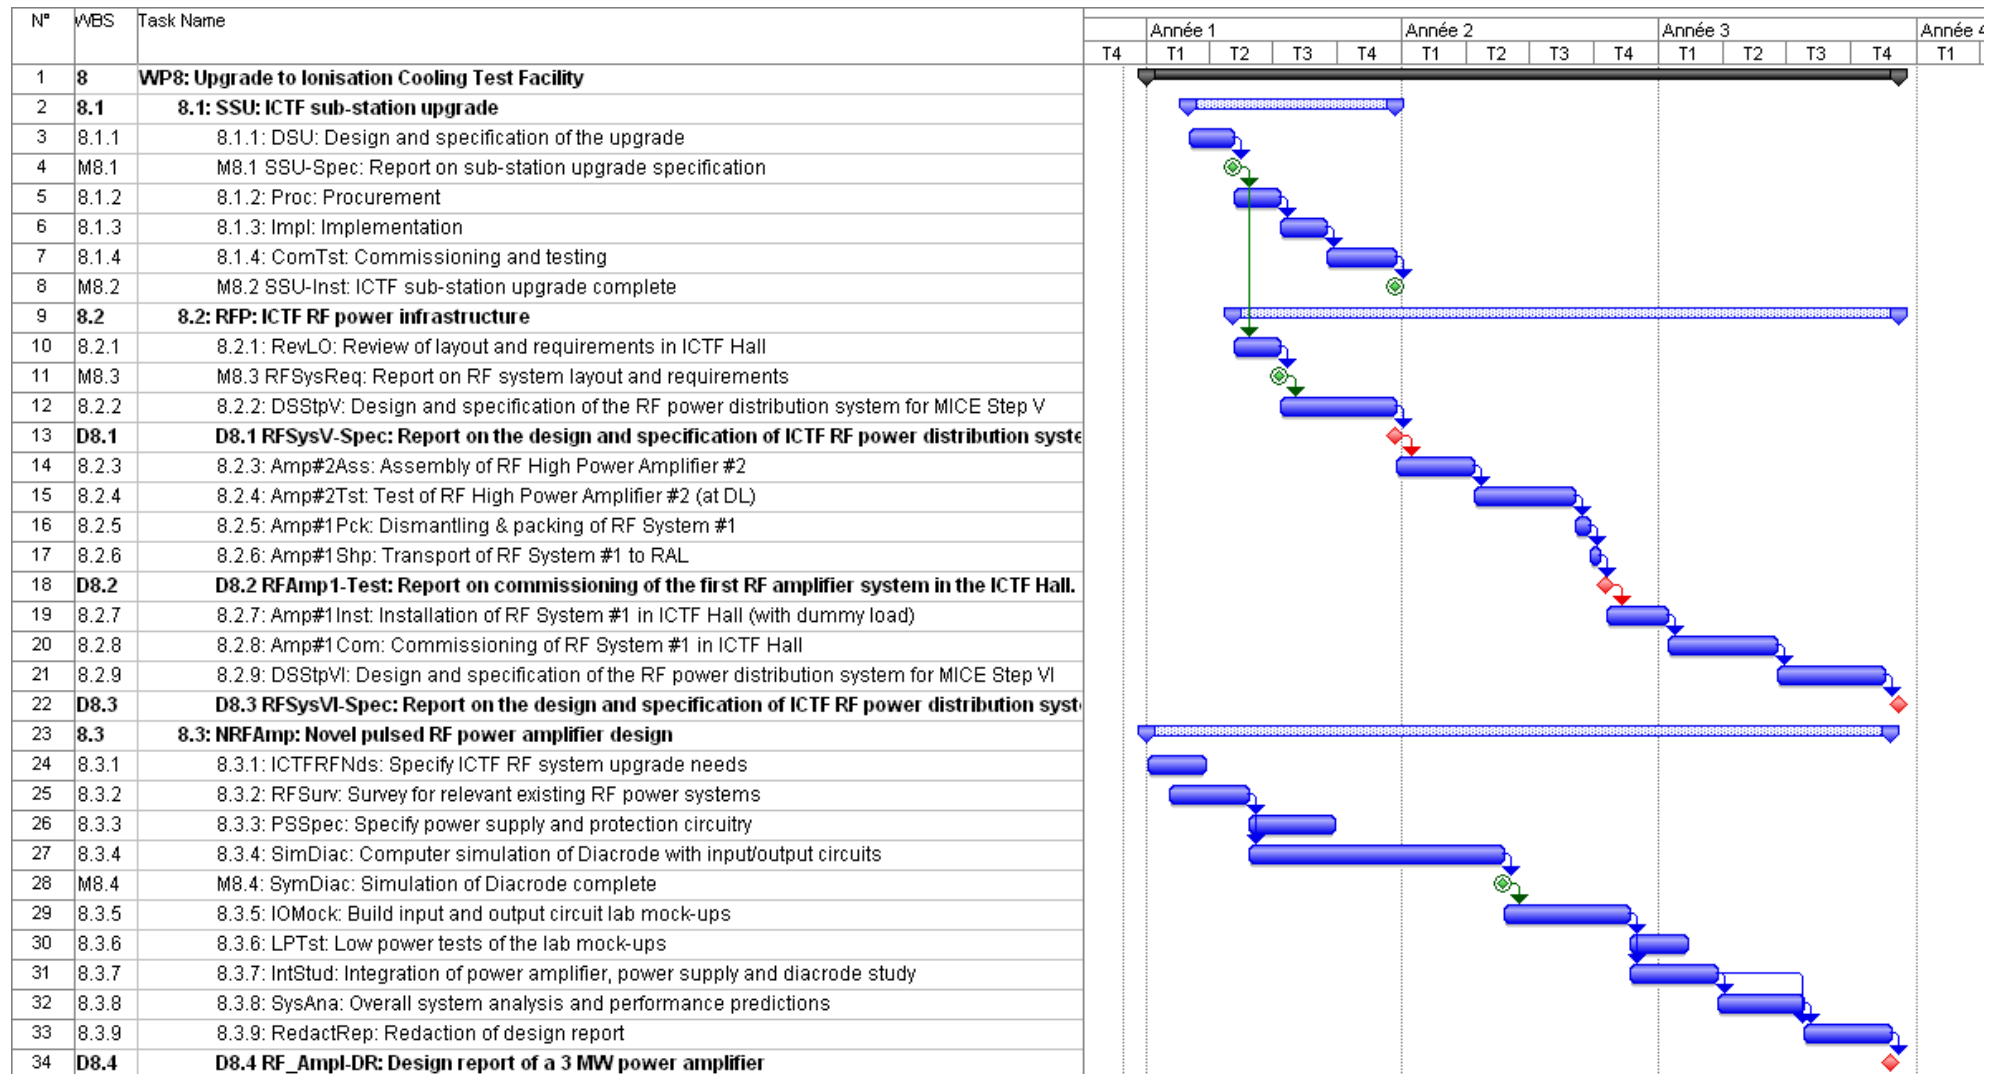 N° WBS Task Name
Année 1 Année 2 Année 3 Année 4
T4 T1 T2 T3 T4 T1 T2 T3 T4 T1 T2 T3 T4 T1
1 8 WP8: Upgrade to Ionisation Cooling Test Facility
2 8.1 8.1: SSU: ICTF sub-station upgrade
3 8.1.1 8.1.1: DSU: Design and specification of the upgrade
4 M8.1 M8.1 SSU-Spec: Report on sub-station upgrade specification
5 8.1.2 8.1.2: Proc: Procurement
6 8.1.3 8.1.3: Impl: Implementation
7 8.1.4 8.1.4: ComTst: Commissioning and testing
8 M8.2 M8.2 SSU-Inst: ICTF sub-station upgrade complete
9 8.2 8.2: RFP: ICTF RF power infrastructure
10 8.2.1 8.2.1: RevLO: Review of layout and requirements in ICTF Hall
11 M8.3 M8.3 RFSysReq: Report on RF system layout and requirements
12 8.2.2 8.2.2: DSStpV: Design and specification of the RF power distribution system for MICE Step V
13 D8.1 D8.1 RFSysV-Spec: Report on the design and specification of ICTF RF power distribution syste
14 8.2.3 8.2.3: Amp#2Ass: Assembly of RF High Power Amplifier #2
15 8.2.4 8.2.4: Amp#2Tst: Test of RF High Power Amplifier #2 (at DL)
16 8.2.5 8.2.5: Amp#1Pck: Dismantling & packing of RF System #1
17 8.2.6 8.2.6: Amp#1Shp: Transport of RF System #1 to RAL
18 D8.2 D8.2 RFAmp1-Test: Report on commissioning of the first RF amplifier system in the ICTF Hall.
19 8.2.7 8.2.7: Amp#1Inst: Installation of RF System #1 in ICTF Hall (with dummy load)
20 8.2.8 8.2.8: Amp#1Com: Commissioning of RF System #1 in ICTF Hall
21 8.2.9 8.2.9: DSStpVI: Design and specification of the RF power distribution system for MICE Step VI
22 D8.3 D8.3 RFSysVI-Spec: Report on the design and specification of ICTF RF power distribution syst
23 8.3 8.3: NRFAmp: Novel pulsed RF power amplifier design
24 8.3.1 8.3.1: ICTFRFNds: Specify ICTF RF system upgrade needs
25 8.3.2 8.3.2: RFSurv: Survey for relevant existing RF power systems
26 8.3.3 8.3.3: PSSpec: Specify power supply and protection circuitry
27 8.3.4 8.3.4: SimDiac: Computer simulation of Diacrode with input/output circuits
28 M8.4 M8.4: SymDiac: Simulation of Diacrode complete
29 8.3.5 8.3.5: IOMock: Build input and output circuit lab mock-ups
30 8.3.6 8.3.6: LPTst: Low power tests of the lab mock-ups
31 8.3.7 8.3.7: IntStud: Integration of power amplifier, power supply and diacrode study
32 8.3.8 8.3.8: SysAna: Overall system analysis and performance predictions
33 8.3.9 8.3.9: RedactRep: Redaction of design report
34 D8.4 D8.4 RF_Ampl-DR: Design report of a 3 MW power amplifier